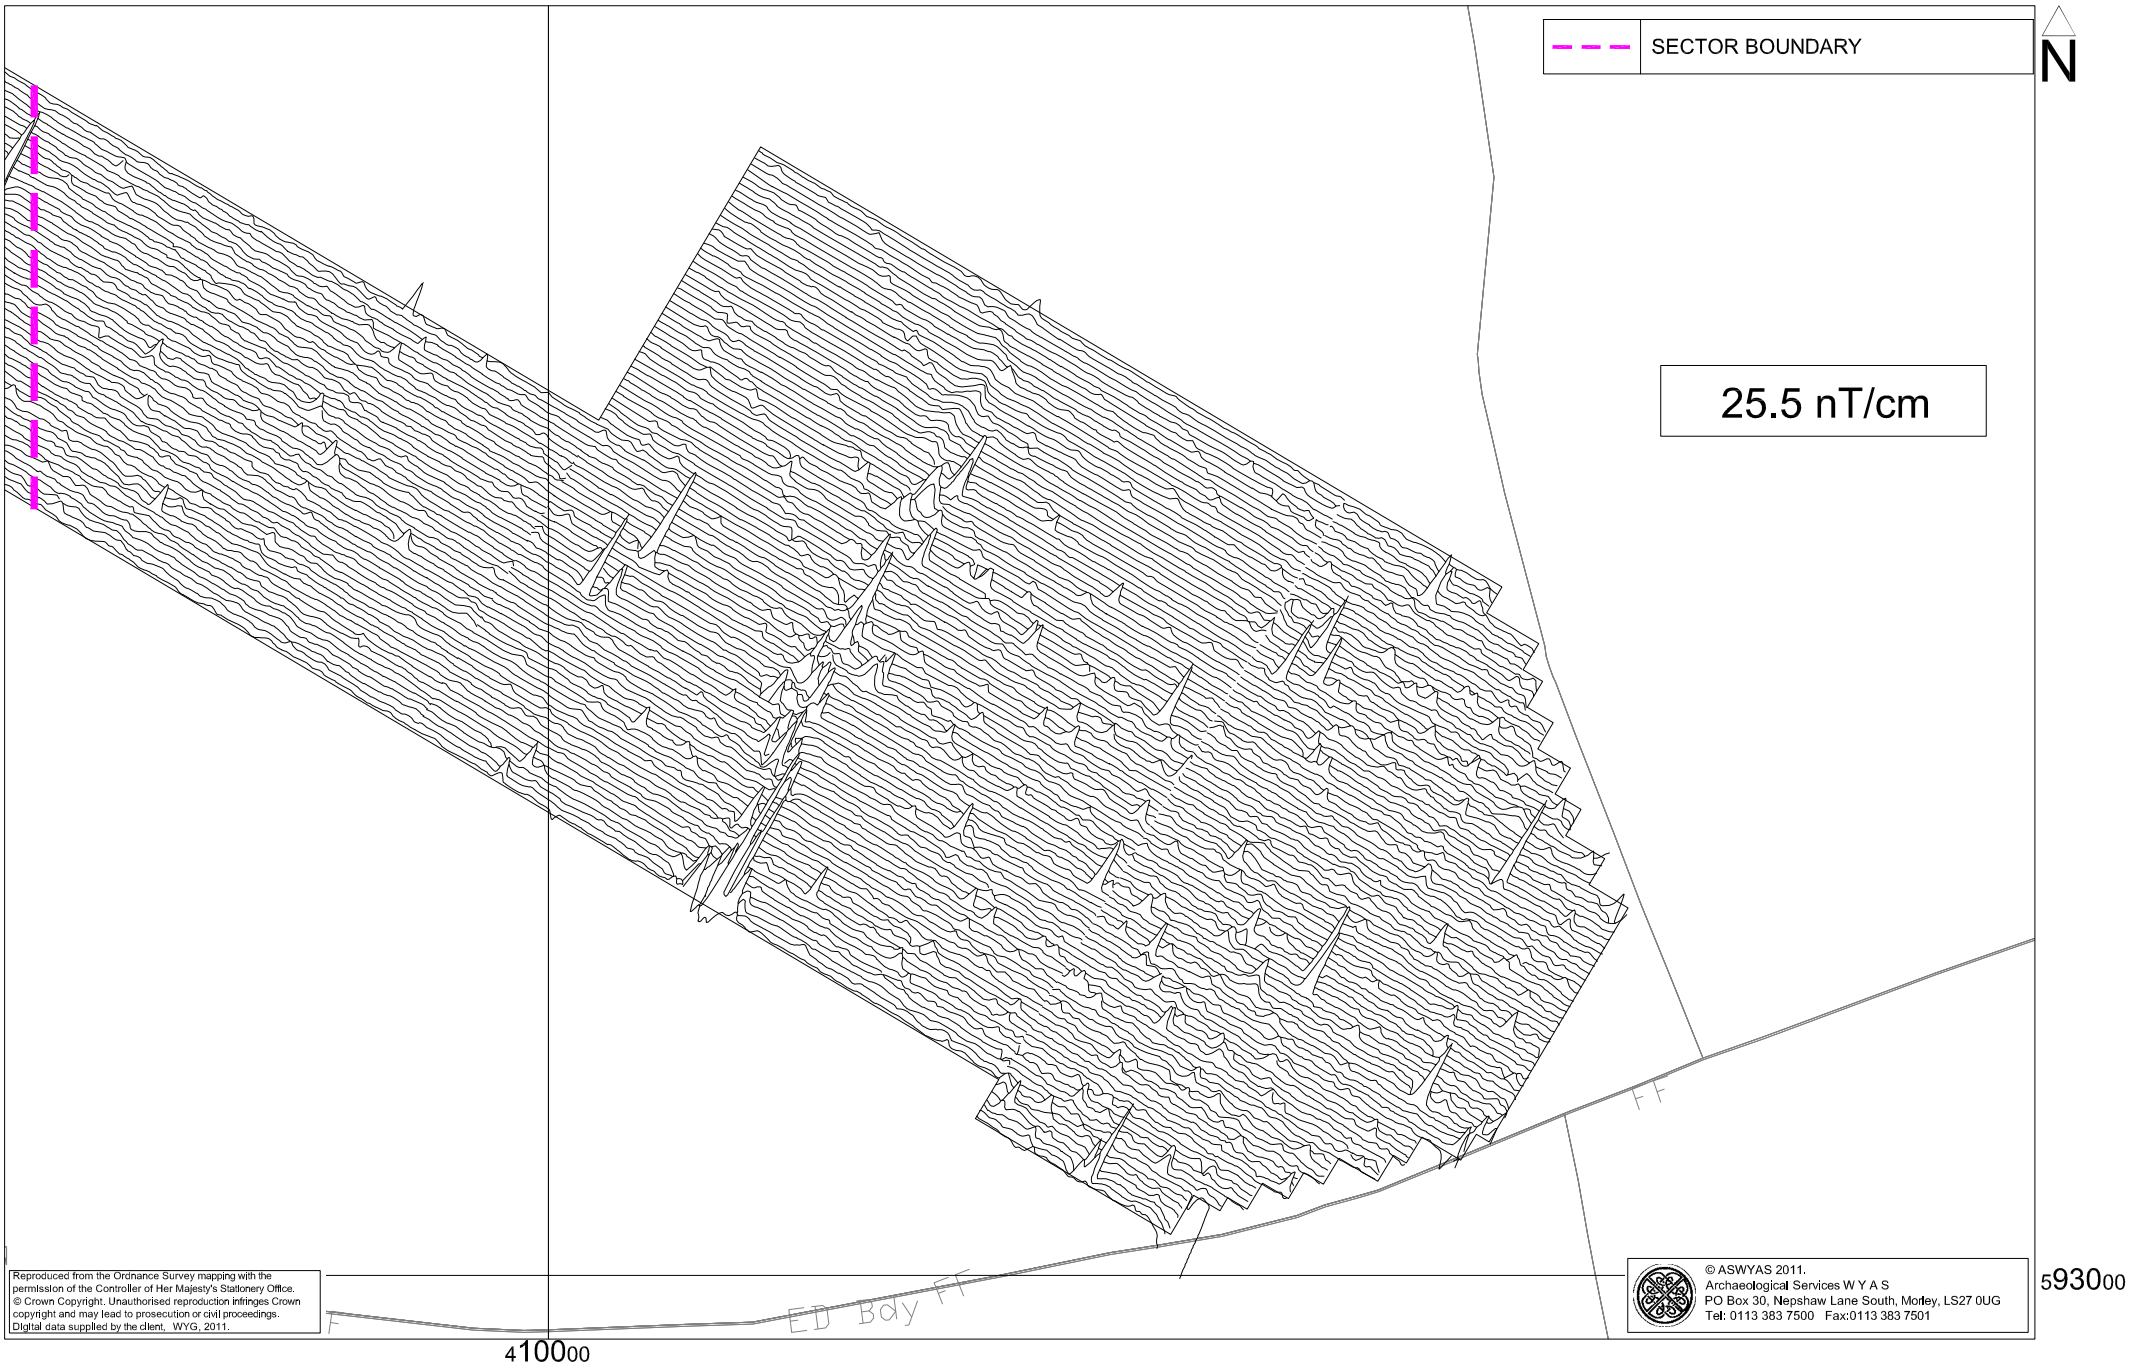 SECTOR BOUNDARY
N
25.5 nT/cm
FF
ED Bdy FF
F
Reproduced from the Ordnance Survey mapping with the
permission of the Controller of Her Majesty's Stationery Office.
© Crown Copyright. Unauthorised reproduction infringes Crown
copyright and may lead to prosecution or civil proceedings.
Digital data supplied by the client, WYG, 2011.
© ASWYAS 2011.
Archaeological Services W Y A S
PO Box 30, Nepshaw Lane South, Morley, LS27 0UG
Tel: 0113 383 7500 Fax:0113 383 7501
593000
410000